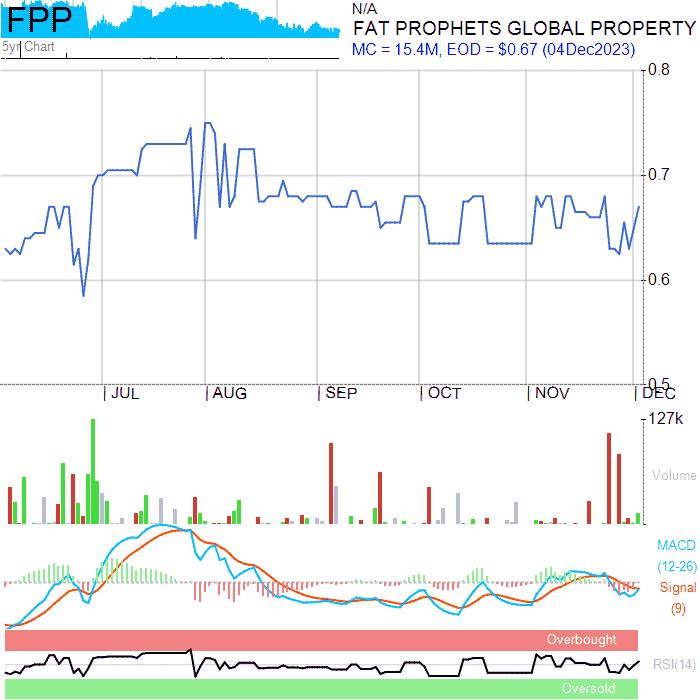 FPP
5yr Chart
N/A
FAT PROPHETS GLOBAL PROPERTY
MC = 15.4M, EOD = $0.67 (04Dec2023)
0.8
0.7
0.6
0.5
JUL AUG SEP OCT NOV DEC
127k
Volume
MACD
(12-26)
Signal
(9)
Overbought
RSI(14)
Oversold